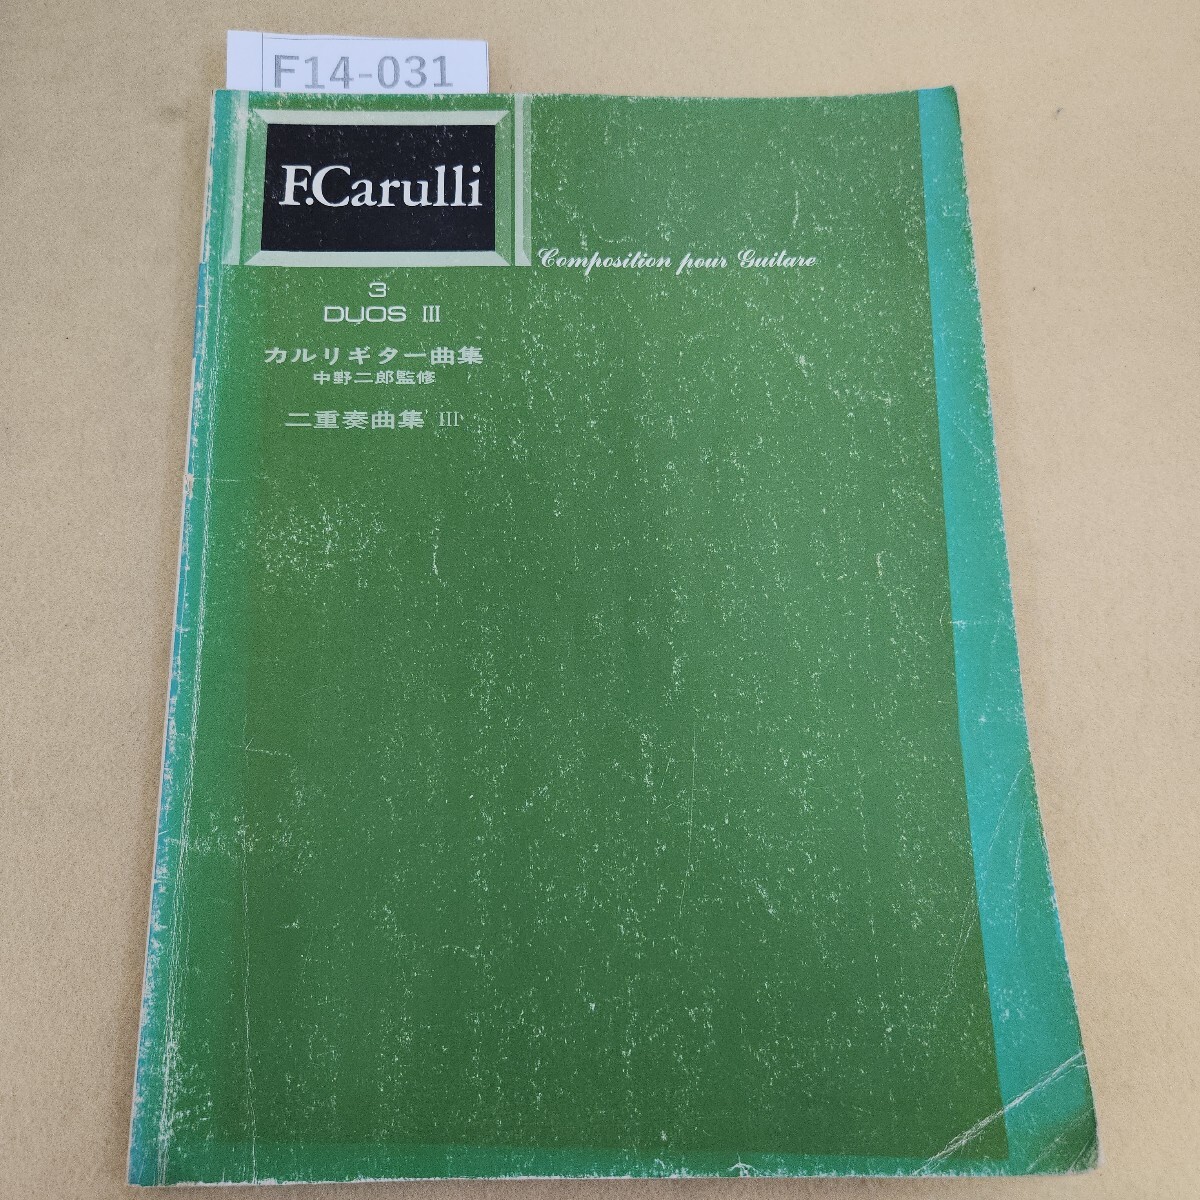 F14-031
F.Carulli
Composition pour Guitare
3
DUOS III
カルリギター曲集
中野二郎監修
二重奏曲集 III